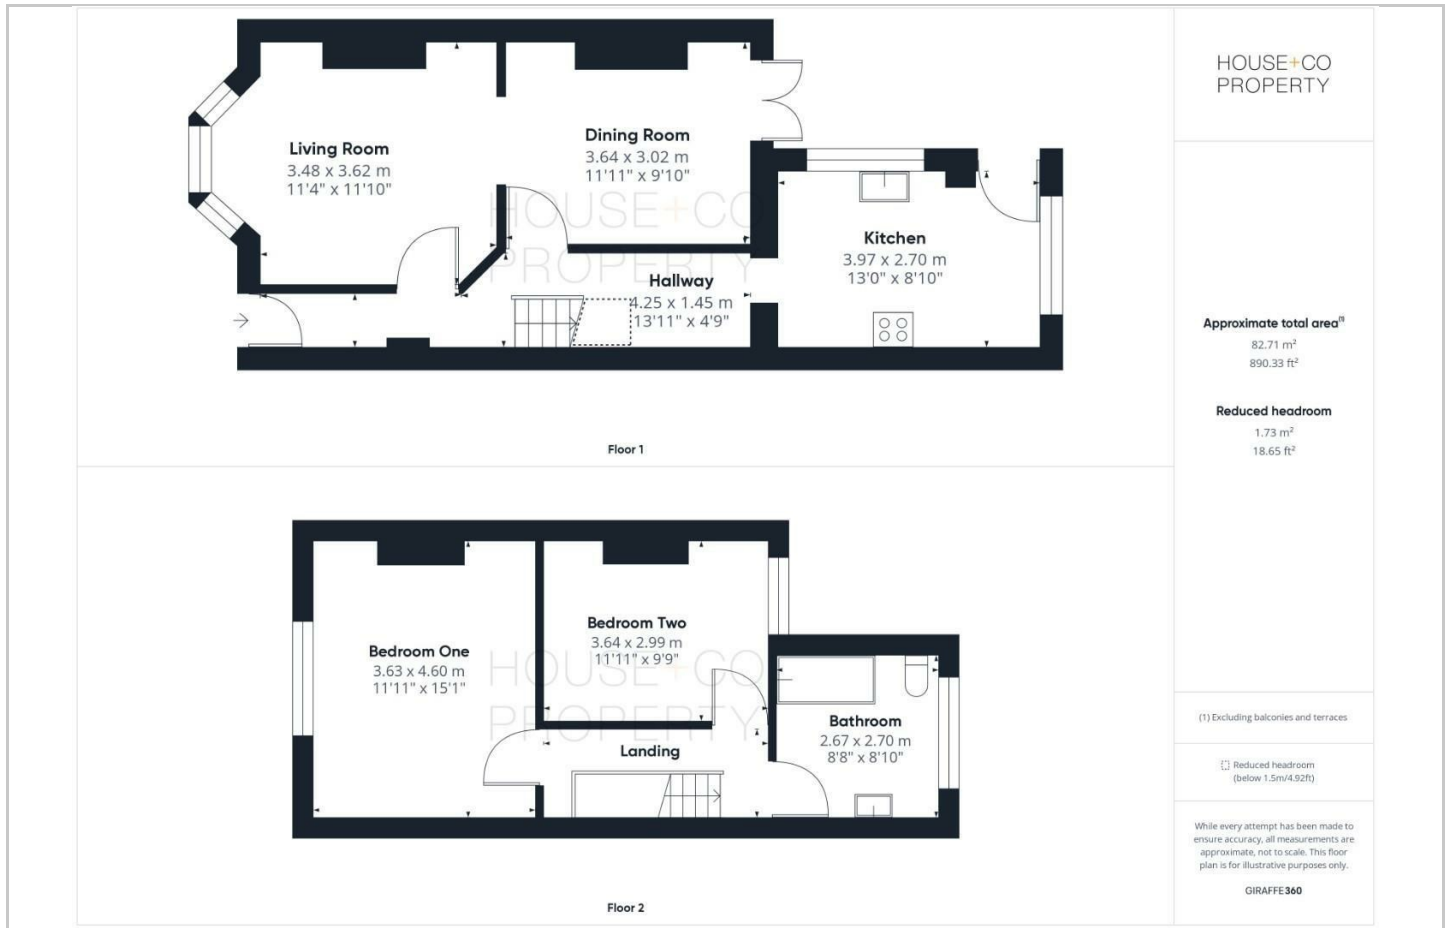 HOUSE+CO
PROPERTY
Living Room
3.48 x 3.62 m
11'4" x 11'10"
Dining Room
3.64 x 3.02 m
11'11" x 9'10"
HOUSE+CO
PROPERTY
Kitchen
3.97 x 2.70 m
13'0" x 8'10"
Hallway
4.25 x 1.45 m
13'11" x 4'9"
Floor 1
Approximate total area(1)
82.71 m²
890.33 ft²
Reduced headroom
1.73 m²
18.65 ft²
Bedroom One
3.63 x 4.60 m
11'11" x 15'1"
Bedroom Two
3.64 x 2.99 m
11'11" x 9'9"
HOUSE+CO
PROPERTY
Landing
Bathroom
2.67 x 2.70 m
8'8" x 8'10"
Floor 2
(1) Excluding balconies and terraces
Reduced headroom
(below 1.5m/4.92ft)
While every attempt has been made to
ensure accuracy, all measurements are
approximate, not to scale. This floor
plan is for illustrative purposes only.
GIRAFFE360